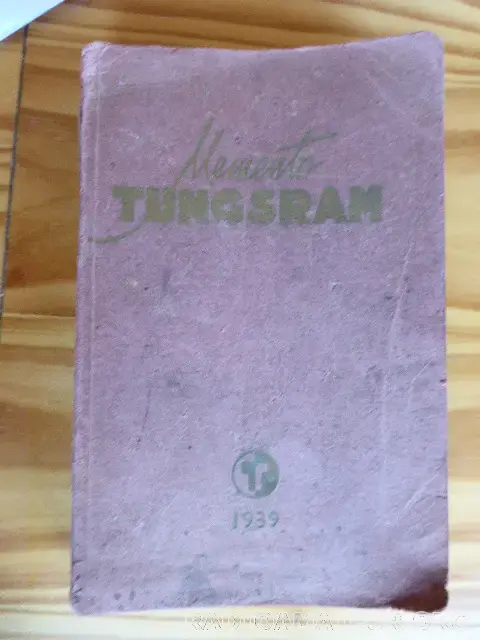 Memento
TUNGSRAM
T
1939